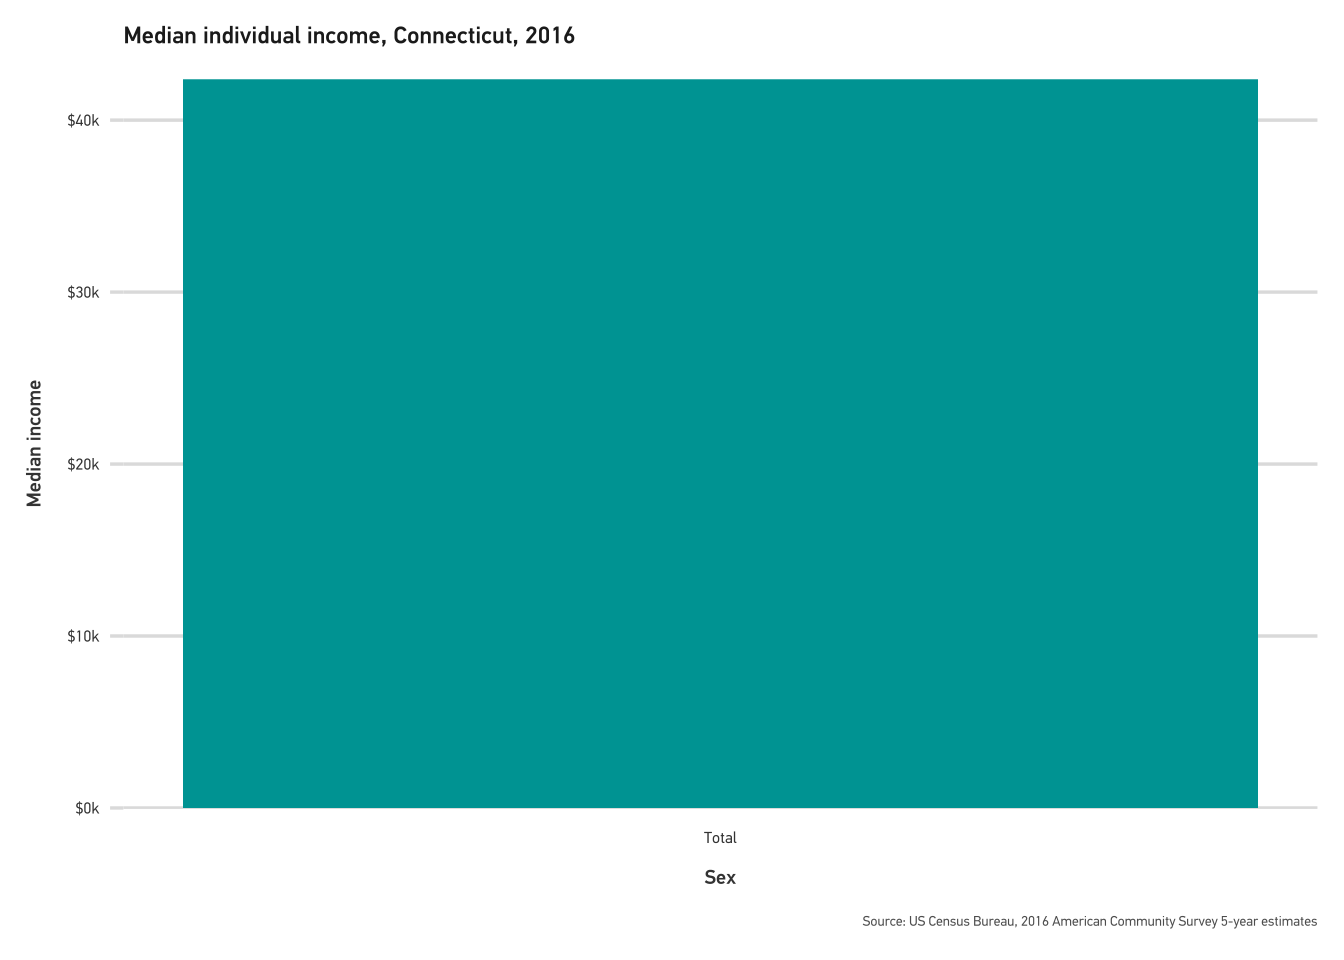 Median individual income, Connecticut, 2016
$40k
$30k
$20k
$10k
$0k
Median income
Total
Sex
Source: US Census Bureau, 2016 American Community Survey 5-year estimates